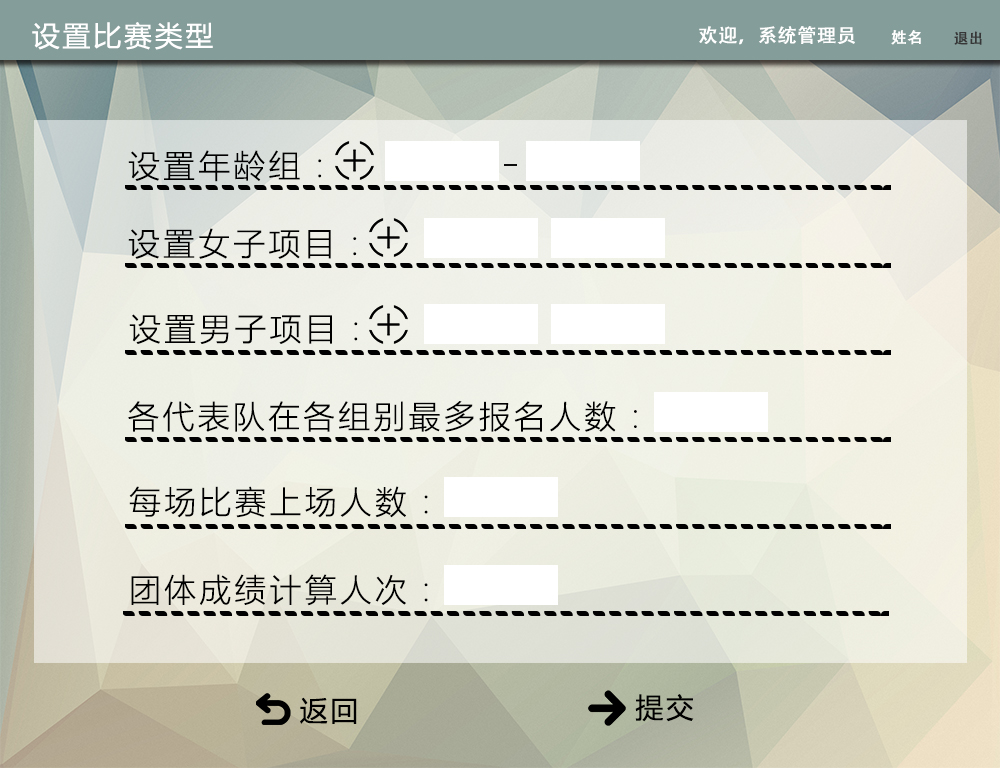 设置比赛类型
欢迎，系统管理员 姓名 退出
设置年龄组： -
设置女子项目：
设置男子项目：
各代表队在各组别最多报名人数：
每场比赛上场人数：
团体成绩计算人次：
返回 提交